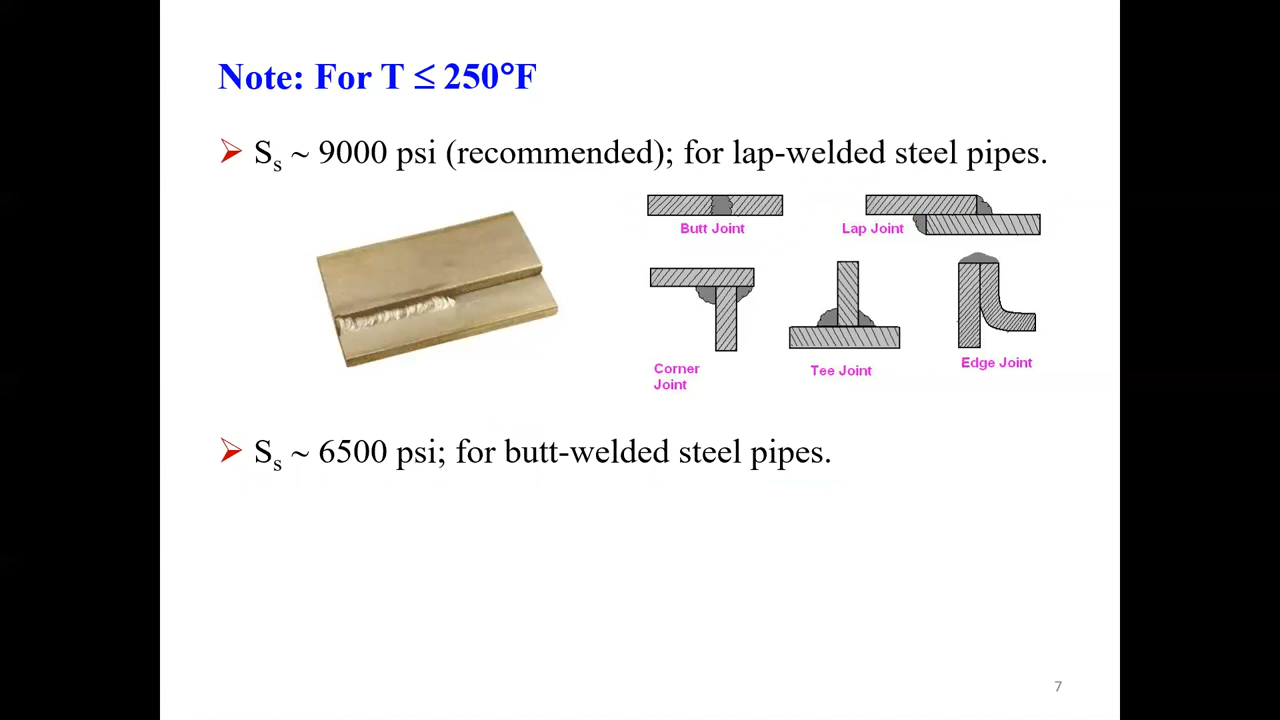 Note: For T ≤ 250°F
Ss ~ 9000 psi (recommended); for lap-welded steel pipes.
Butt Joint
Lap Joint
Corner
Joint
Tee Joint
Edge Joint
Ss ~ 6500 psi; for butt-welded steel pipes.
7